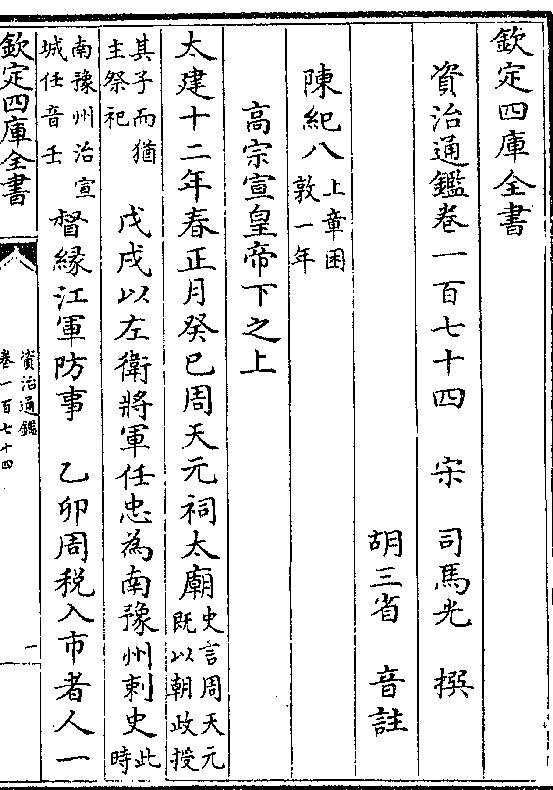 欽定四庫全書
資治通鑑卷一百七十四　宋　司馬光　撰
胡三省　音註
陳紀八上章困敦一年
高宗宣皇帝下之上
太建十二年春正月癸巳周天元祠太廟史言周天元既以朝政授
其子而猶主祭祀　戊戌以左衛將軍任忠為南豫州刺史此時
南豫州治宣城任音壬　督緣江軍防事　乙卯周税入市者人一
欽定四庫全書
資治通鑑
卷一百七十四
一